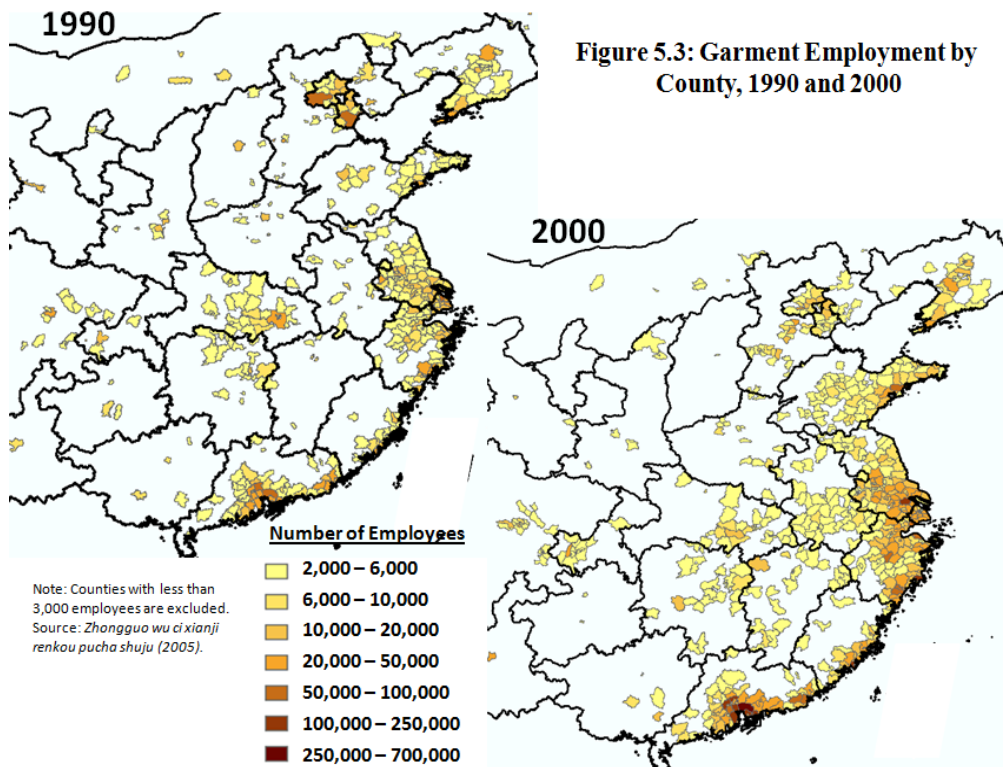 1990
Figure 5.3: Garment Employment by
County, 1990 and 2000
2000
Number of Employees
2,000 – 6,000
6,000 – 10,000
10,000 – 20,000
20,000 – 50,000
50,000 – 100,000
100,000 – 250,000
250,000 – 700,000
Note: Counties with less than
3,000 employees are excluded.
Source: Zhongguo wu ci xianji
renkou pucha shuju (2005).